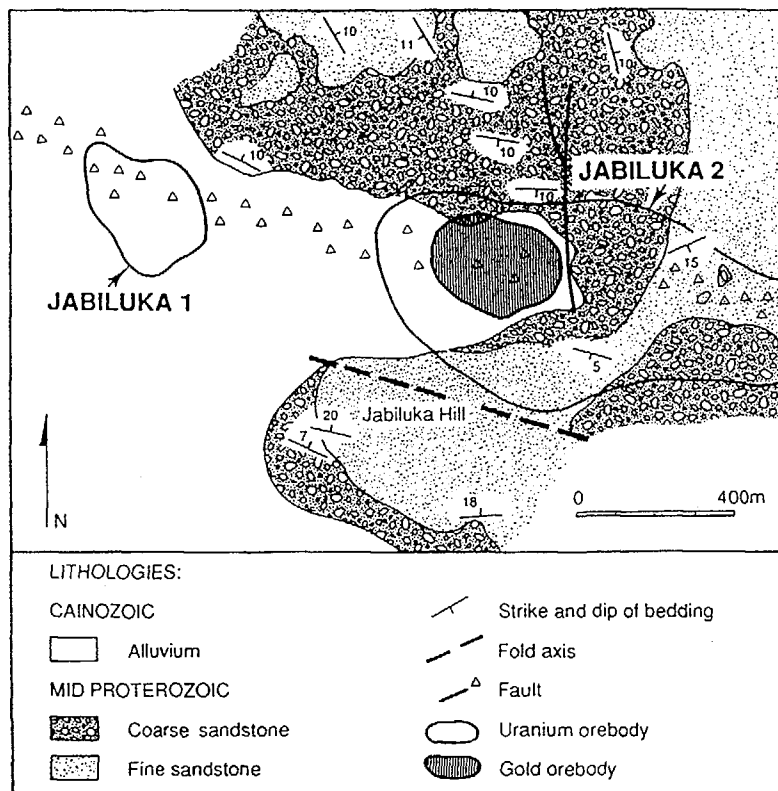 10
11
10
10
10
10
10
JABILUKA 2
15
JABILUKA 1
5
Jabiluka Hill
20
7
18
0 400m
N
LITHOLOGIES:
CAINOZOIC
Alluvium
MID PROTEROZOIC
Coarse sandstone
Fine sandstone
Strike and dip of bedding
Fold axis
Fault
Uranium orebody
Gold orebody